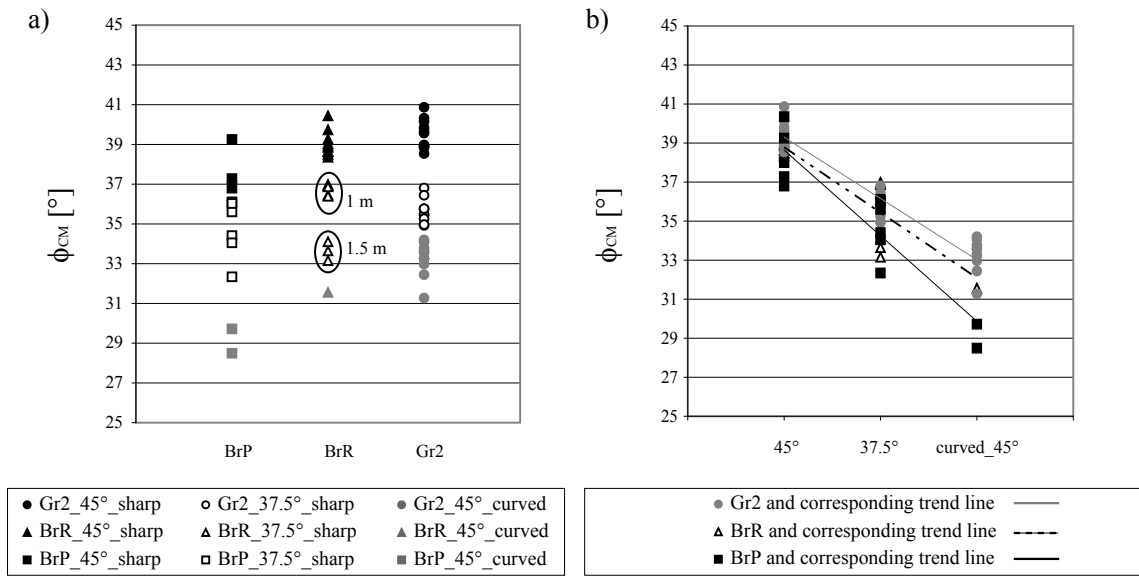 a)
45
43
41
39
37
35
33
31
29
27
25
ϕCM [°]
1 m
1.5 m
BrP BrR Gr2
b)
45
43
41
39
37
35
33
31
29
27
25
ϕCM [°]
45° 37.5° curved_45°
Gr2_45°_sharp Gr2_37.5°_sharp Gr2_45°_curved
BrR_45°_sharp BrR_37.5°_sharp BrR_45°_curved
BrP_45°_sharp BrP_37.5°_sharp BrP_45°_curved
Gr2 and corresponding trend line
BrR and corresponding trend line
BrP and corresponding trend line